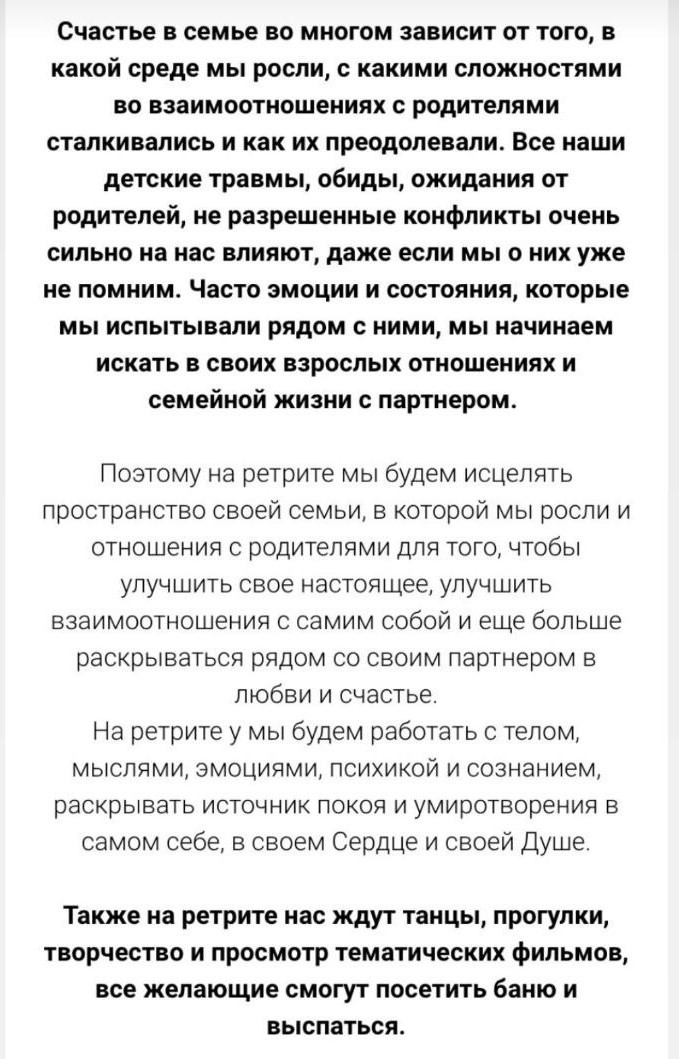 Счастье в семье во многом зависит от того, в
какой среде мы росли, с какими сложностями
во взаимоотношениях с родителями
сталкивались и как их преодолевали. Все наши
детские травмы, обиды, ожидания от
родителей, не разрешенные конфликты очень
сильно на нас влияют, даже если мы о них уже
не помним. Часто эмоции и состояния, которые
мы испытывали рядом с ними, мы начинаем
искать в своих взрослых отношениях и
семейной жизни с партнером.
Поэтому на ретрите мы будем исцелять
пространство своей семьи, в которой мы росли и
отношения с родителями для того, чтобы
улучшить свое настоящее, улучшить
взаимоотношения с самим собой и еще больше
раскрываться рядом со своим партнером в
любви и счастье.
На ретрите у мы будем работать с телом,
мыслями, эмоциями, психикой и сознанием,
раскрывать источник покоя и умиротворения в
самом себе, в своем Сердце и своей Душе.
Также на ретрите нас ждут танцы, прогулки,
творчество и просмотр тематических фильмов,
все желающие смогут посетить баню и
выспаться.